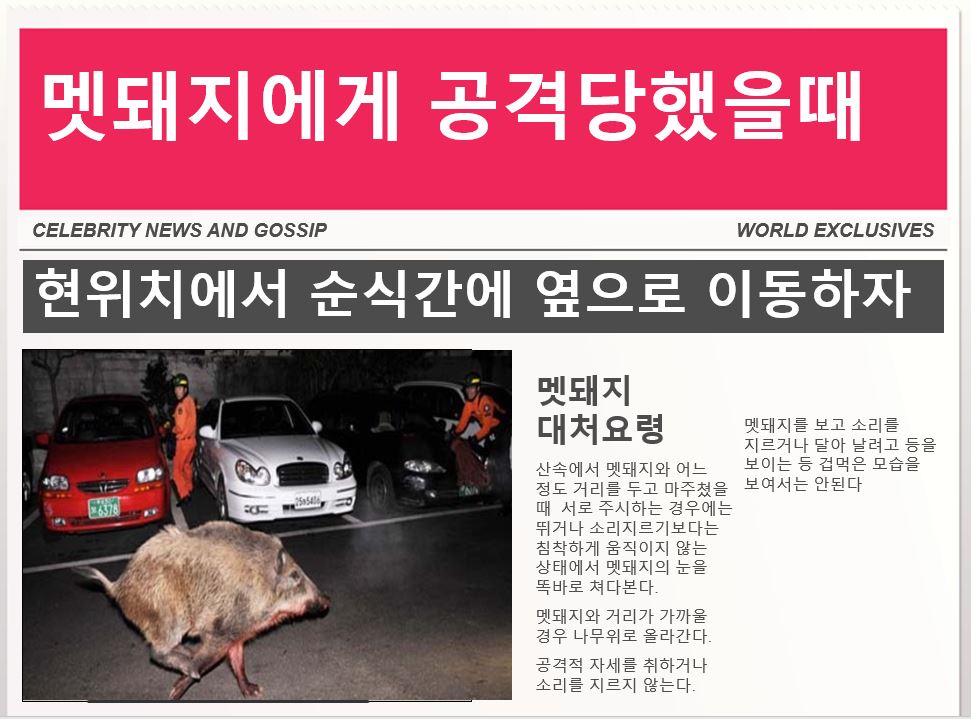 멧돼지에게 공격당했을때
CELEBRITY NEWS AND GOSSIP
WORLD EXCLUSIVES
현위치에서 순식간에 옆으로 이동하자
멧돼지
대처요령
산속에서 멧돼지와 어느
정도 거리를 두고 마주쳤을
때 서로 주시하는 경우에는
뛰거나 소리지르기보다는
침착하게 움직이지 않는
상태에서 멧돼지의 눈을
똑바로 쳐다본다.
멧돼지와 거리가 가까울
경우 나무위로 올라간다.
공격적 자세를 취하거나
소리를 지르지 않는다.
멧돼지를 보고 소리를
지르거나 달아 날려고 등을
보이는 등 겁먹은 모습을
보여서는 안된다
6378